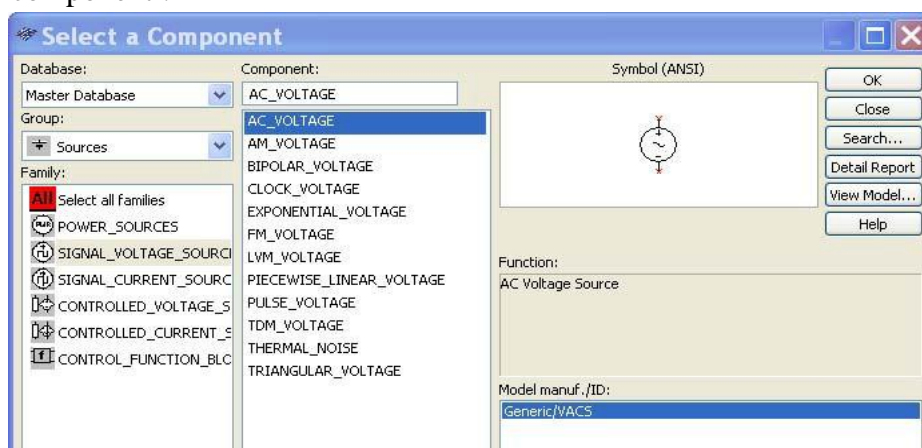 Select a Component
Database:
Master Database
Group:
Sources
Family:
All Select all families
POWER_SOURCES
SIGNAL_VOLTAGE_SOURC
SIGNAL_CURRENT_SOURC
CONTROLLED_VOLTAGE_S
CONTROLLED_CURRENT_S
CONTROL_FUNCTION_BLC
Component:
AC_VOLTAGE
AC_VOLTAGE
AM_VOLTAGE
BIPOLAR_VOLTAGE
CLOCK_VOLTAGE
EXPONENTIAL_VOLTAGE
FM_VOLTAGE
LVM_VOLTAGE
PIECEWISE_LINEAR_VOLTAGE
PULSE_VOLTAGE
TDM_VOLTAGE
THERMAL_NOISE
TRIANGULAR_VOLTAGE
Symbol (ANSI)
Function:
AC Voltage Source
Model manuf./ID:
Generic/VACS
OK
Close
Search...
Detail Report
View Model...
Help